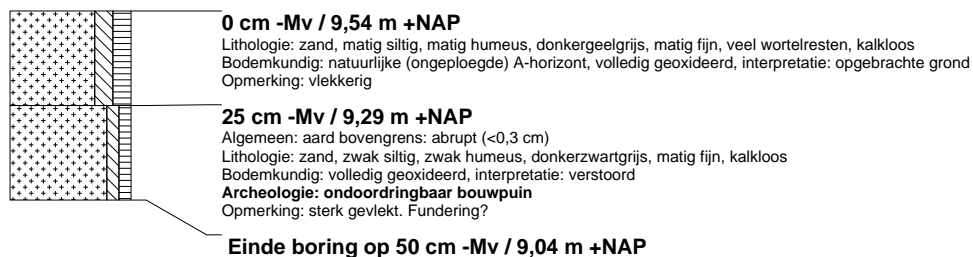 0 cm -Mv / 9,54 m +NAP
Lithologie: zand, matig siltig, matig humeus, donkergeelgrijs, matig fijn, veel wortelresten, kalkloos
Bodemkundig: natuurlijke (ongeploegde) A-horizont, volledig geoxideerd, interpretatie: opgebrachte grond
Opmerking: vlekkerig
25 cm -Mv / 9,29 m +NAP
Algemeen: aard bovengrens: abrupt (<0,3 cm)
Lithologie: zand, zwak siltig, zwak humeus, donkerzwartgrijs, matig fijn, kalkloos
Bodemkundig: volledig geoxideerd, interpretatie: verstoord
Archeologie: ondoordringbaar bouwpuin
Opmerking: sterk gevlekt. Fundering?
Einde boring op 50 cm -Mv / 9,04 m +NAP